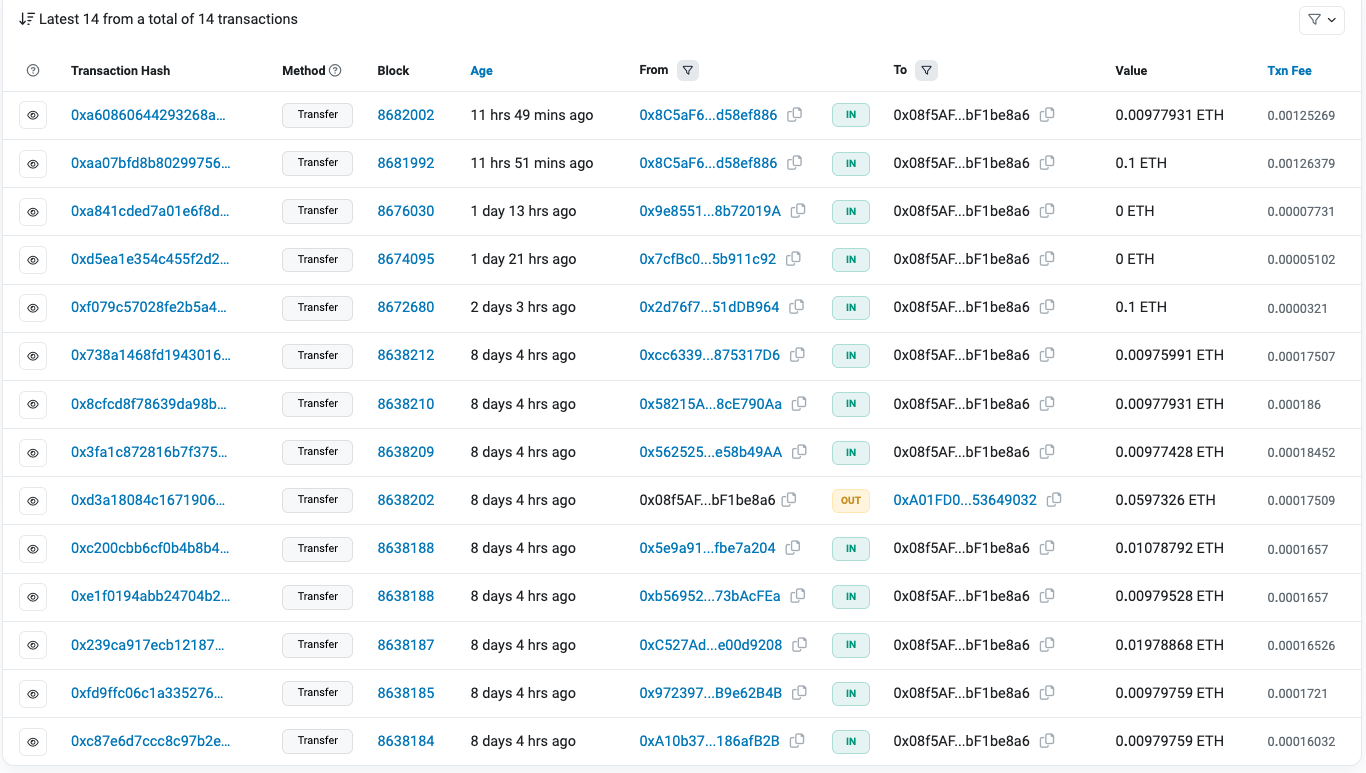 Latest 14 from a total of 14 transactions
Transaction Hash Method Block Age From To Value Txn Fee
0xa60860644293268a... Transfer 8682002 11 hrs 49 mins ago 0x8C5aF6...d58ef886 IN 0x08f5AF...bF1be8a6 0.00977931 ETH 0.00125269
0xaa07bfd8b80299756... Transfer 8681992 11 hrs 51 mins ago 0x8C5aF6...d58ef886 IN 0x08f5AF...bF1be8a6 0.1 ETH 0.00126379
0xa841cded7a01e6f8d... Transfer 8676030 1 day 13 hrs ago 0x9e8551...8b72019A IN 0x08f5AF...bF1be8a6 0 ETH 0.00007731
0xd5ea1e354c455f2d2... Transfer 8674095 1 day 21 hrs ago 0x7cfBc0...5b911c92 IN 0x08f5AF...bF1be8a6 0 ETH 0.00005102
0xf079c57028fe2b5a4... Transfer 8672680 2 days 3 hrs ago 0x2d76f7...51dDB964 IN 0x08f5AF...bF1be8a6 0.1 ETH 0.0000321
0x738a1468fd1943016... Transfer 8638212 8 days 4 hrs ago 0xcc6339...875317D6 IN 0x08f5AF...bF1be8a6 0.00975991 ETH 0.00017507
0x8cfcd8f78639da98b... Transfer 8638210 8 days 4 hrs ago 0x58215A...8cE790Aa IN 0x08f5AF...bF1be8a6 0.00977931 ETH 0.000186
0x3fa1c872816b7f375... Transfer 8638209 8 days 4 hrs ago 0x562525...e58b49AA IN 0x08f5AF...bF1be8a6 0.00977428 ETH 0.00018452
0xd3a18084c1671906... Transfer 8638202 8 days 4 hrs ago 0x08f5AF...bF1be8a6 OUT 0xA01FD0...53649032 0.0597326 ETH 0.00017509
0xc200cbb6cf0b4b8b4... Transfer 8638188 8 days 4 hrs ago 0x5e9a91...fbe7a204 IN 0x08f5AF...bF1be8a6 0.01078792 ETH 0.0001657
0xe1f0194abb24704b2... Transfer 8638188 8 days 4 hrs ago 0xb56952...73bAcFEa IN 0x08f5AF...bF1be8a6 0.00979528 ETH 0.0001657
0x239ca917ecb12187... Transfer 8638187 8 days 4 hrs ago 0xC527Ad...e00d9208 IN 0x08f5AF...bF1be8a6 0.01978868 ETH 0.00016526
0xfd9ffc06c1a335276... Transfer 8638185 8 days 4 hrs ago 0x972397...B9e62B4B IN 0x08f5AF...bF1be8a6 0.00979759 ETH 0.0001721
0xc87e6d7ccc8c97b2e... Transfer 8638184 8 days 4 hrs ago 0xA10b37...186afB2B IN 0x08f5AF...bF1be8a6 0.00979759 ETH 0.00016032